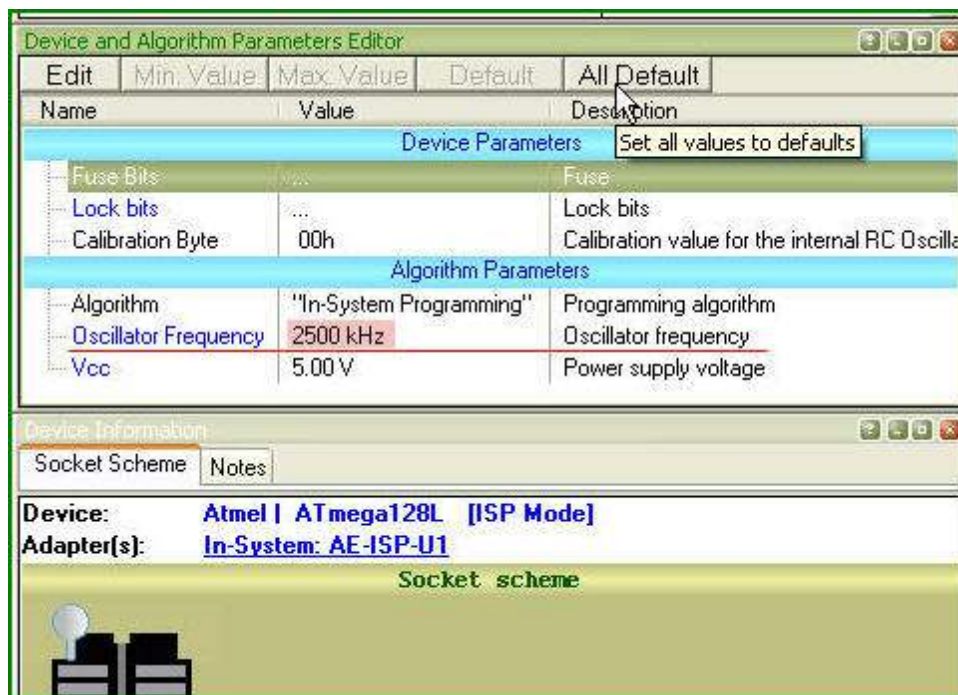 Device and Algorithm Parameters Editor
Edit Min. Value Max. Value Default All Default
Name Value Description
Set all values to defaults
Device Parameters
Fuse Bits ... Fuse
Lock bits ... Lock bits
Calibration Byte 00h Calibration value for the internal RC Oscilla
Algorithm Parameters
Algorithm "In-System Programming" Programming algorithm
Oscillator Frequency 2500 kHz Oscillator frequency
Vcc 5.00 V Power supply voltage
Device Information
Socket Scheme Notes
Device: Atmel | ATmega128L [ISP Mode]
Adapter(s): In-System: AE-ISP-U1
Socket scheme